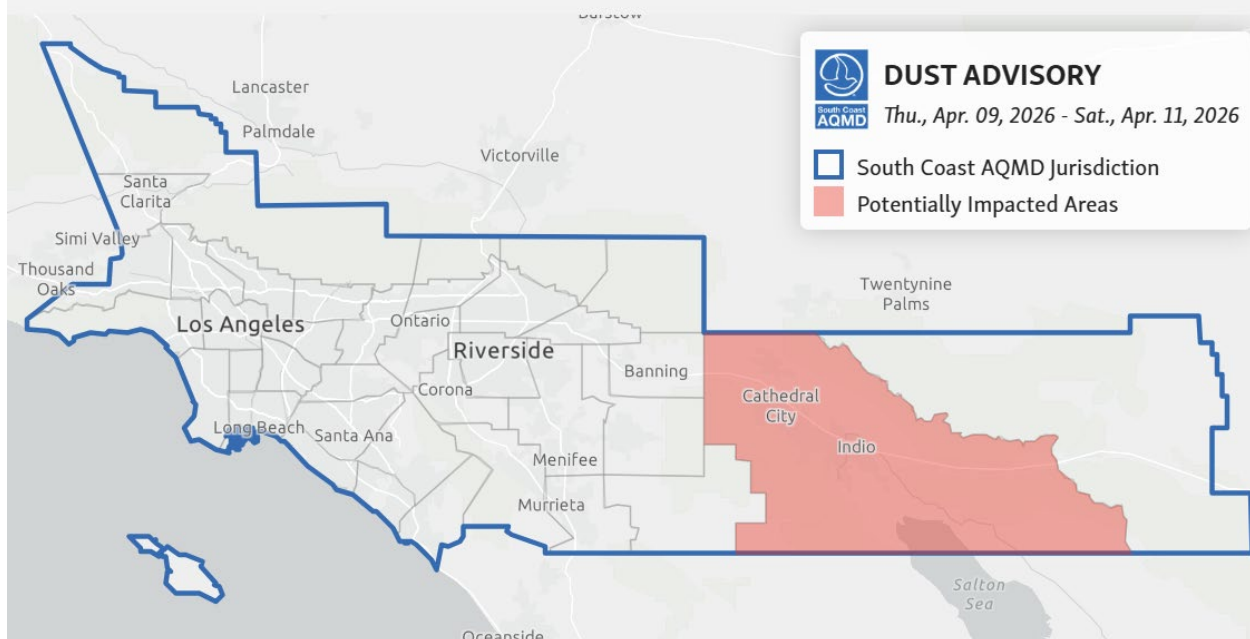 Barstow
DUST ADVISORY
South Coast
AQMD
Thu., Apr. 09, 2026 - Sat., Apr. 11, 2026
South Coast AQMD Jurisdiction
Potentially Impacted Areas
Lancaster
Palmdale
Victorville
Santa
Clarita
Simi Valley
Thousand
Oaks
Twentynine
Palms
Los Angeles
Ontario
Riverside
Banning
Corona
Cathedral
City
Long Beach
Santa Ana
Indio
Menifee
Murrieta
Salton
Sea
Oceanside